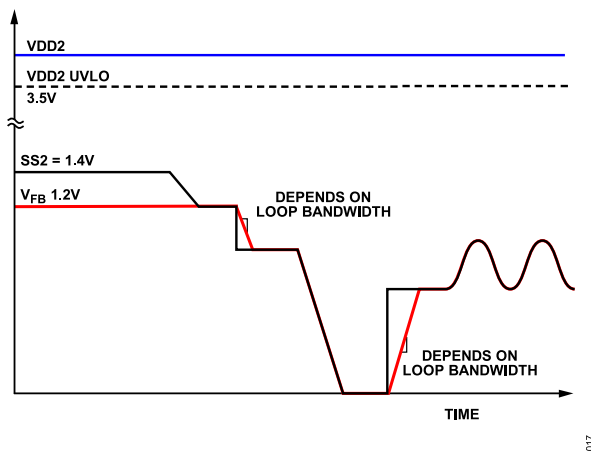 VDD2
VDD2 UVLO
3.5V
SS2 = 1.4V
VFB 1.2V
DEPENDS ON
LOOP BANDWIDTH
DEPENDS ON
LOOP BANDWIDTH
TIME
017